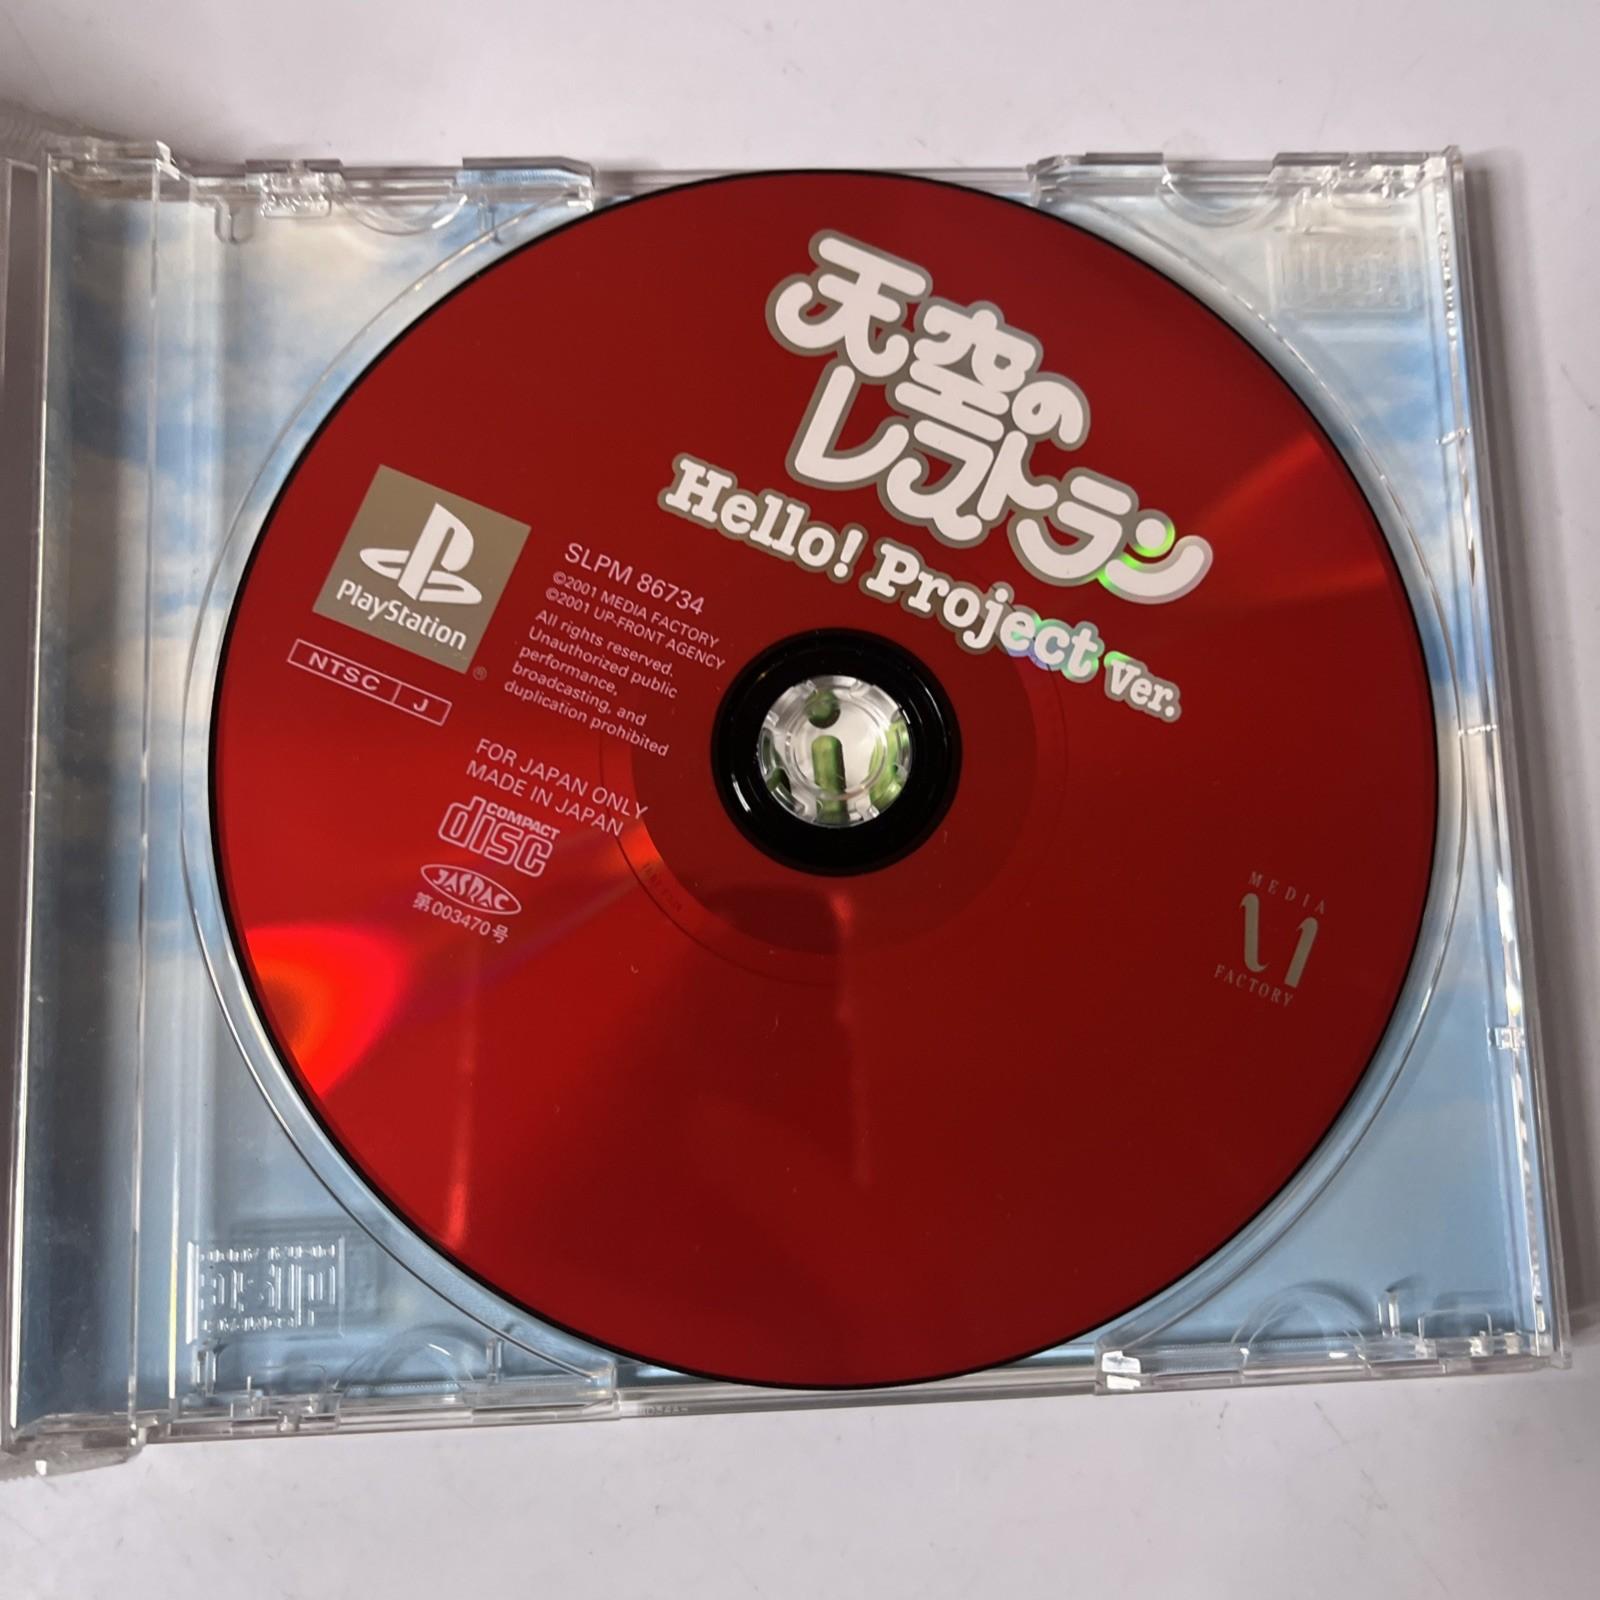 天空の
レストラン
Hello! Project Ver.
PlayStation
®
NTSC J
SLPM 86734
©2001 MEDIA FACTORY
©2001 UP-FRONT AGENCY
All rights reserved.
Unauthorized public
performance,
broadcasting, and
duplication prohibited
FOR JAPAN ONLY
MADE IN JAPAN
COMPACT
disc
JASRAC
第003470号
MEDIA
FACTORY